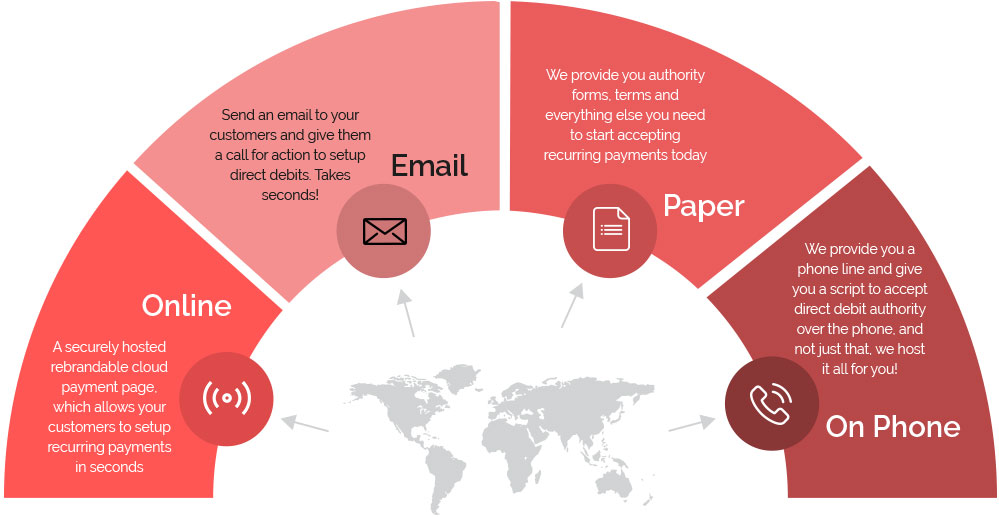 Online
A securely hosted
rebrandable cloud
payment page,
which allows your
customers to setup
recurring payments
in seconds
Send an email to your
customers and give them
a call for action to setup
direct debits. Takes
seconds!
Email
We provide you authority
forms, terms and
everything else you need
to start accepting
recurring payments today
Paper
We provide you a
phone line and give
you a script to accept
direct debit authority
over the phone, and
not just that, we host
it all for you!
On Phone